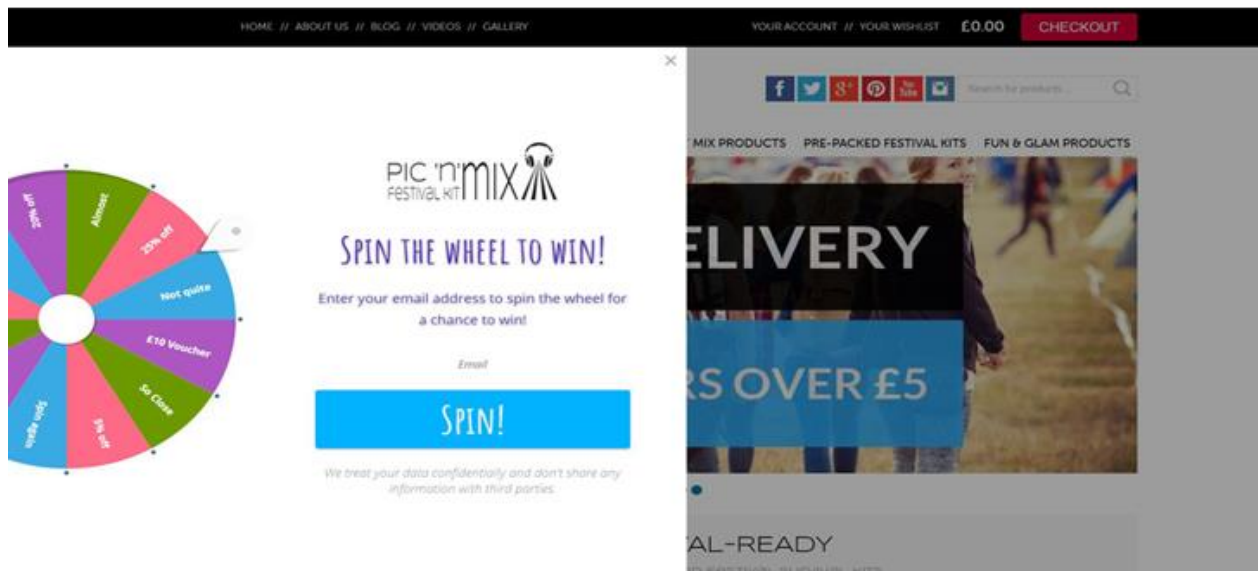 HOME // ABOUT US // BLOG // VIDEOS // GALLERY
YOUR ACCOUNT // YOUR WISHLIST £0.00 CHECKOUT
Search for products...
MIX PRODUCTS PRE-PACKED FESTIVAL KITS FUN & GLAM PRODUCTS
20% off
Almost
25% off
Not quite
£10 Voucher
So Close
5% off
Spin again
PIC 'n' MIX
FESTIVAL KIT
SPIN THE WHEEL TO WIN!
Enter your email address to spin the wheel for
a chance to win!
Email
SPIN!
We treat your data confidentially and don't share any
information with third parties.
ELIVERY
RS OVER £5
AL-READY